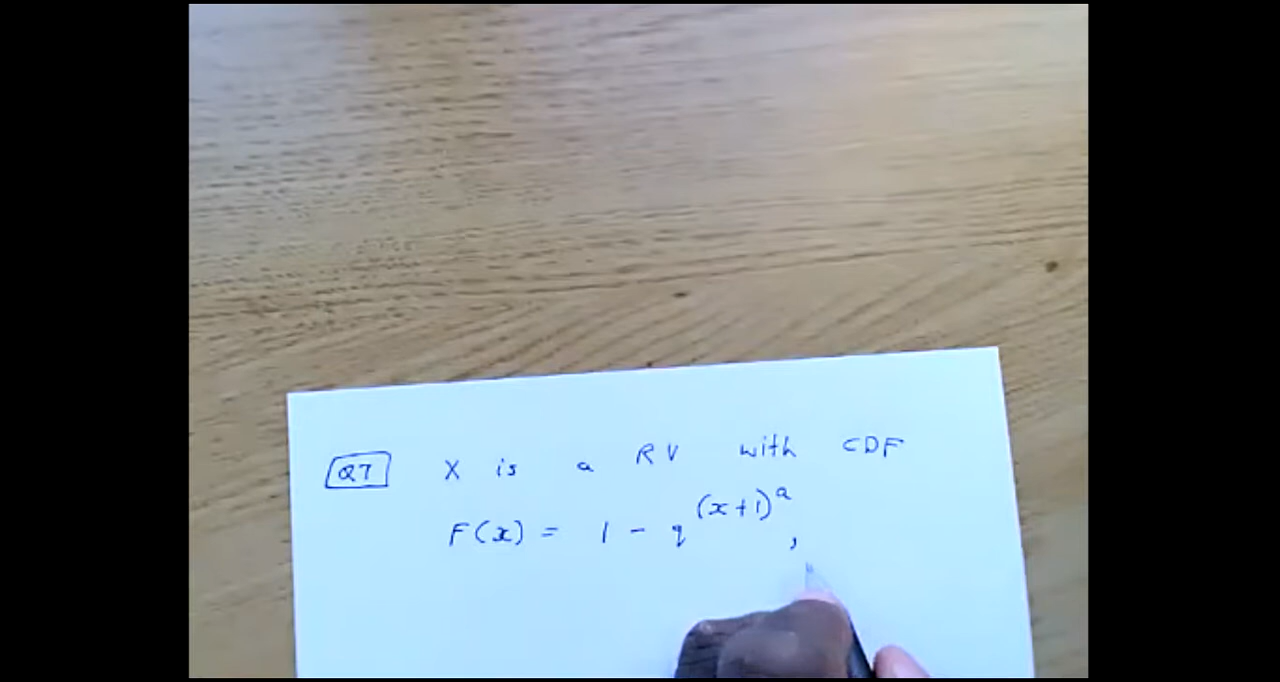 Q7 X is a RV with CDF
F(x) = 1 - q^(x+1)^a ,